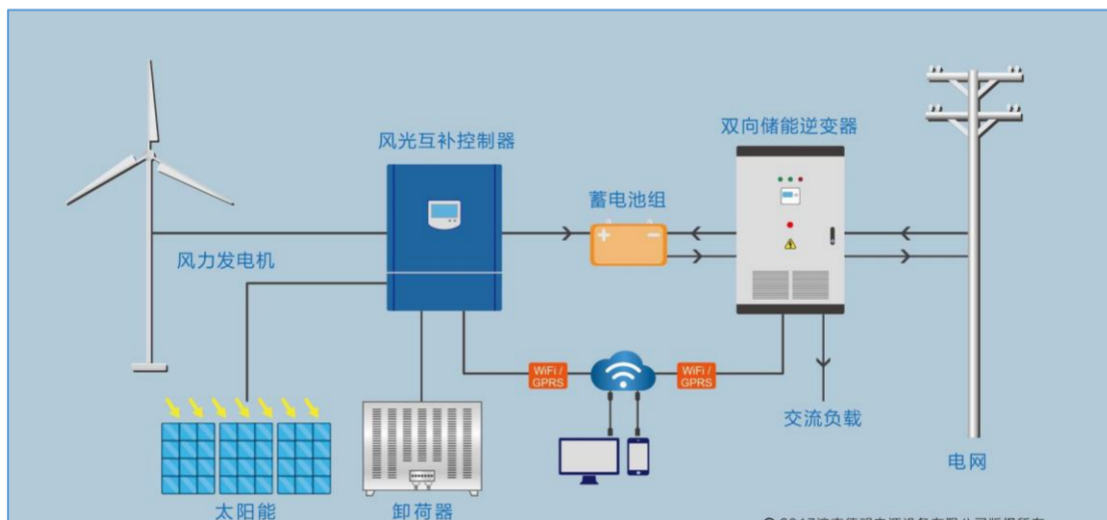 风光互补控制器
双向储能逆变器
蓄电池组
+ -
风力发电机
WiFi /
GPRS
WiFi /
GPRS
交流负载
电网
太阳能
卸荷器